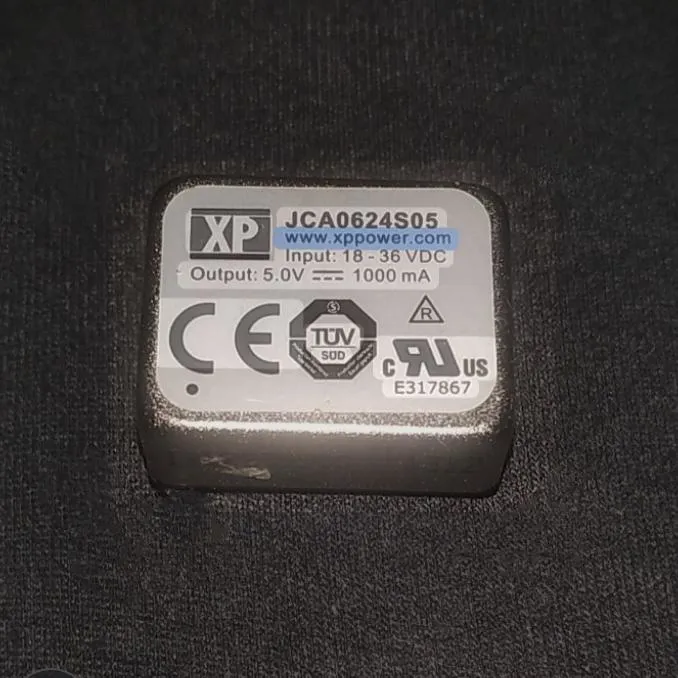 XP JCA0624S05
www.xppower.com
Input: 18 - 36 VDC
Output: 5.0V ⎓ 1000 mA
CE
TÜV
SÜD
R
c RU US
E317867